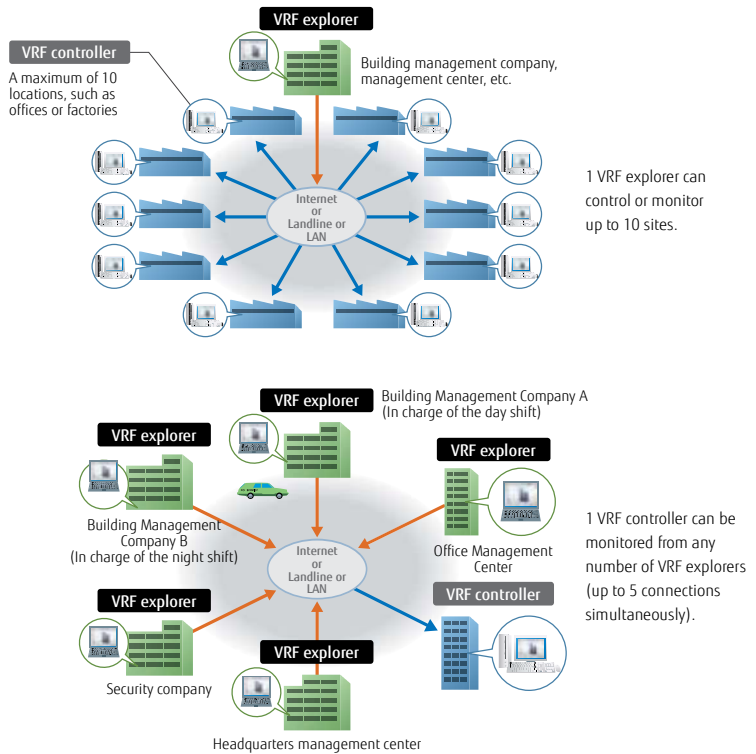 VRF explorer
VRF controller
A maximum of 10
locations, such as
offices or factories
Building management company,
management center, etc.
Internet
or
Landline or
LAN
1 VRF explorer can
control or monitor
up to 10 sites.
VRF explorer
Building Management Company A
(In charge of the day shift)
VRF explorer
Building Management
Company B
(In charge of the night shift)
VRF explorer
Office Management
Center
Internet
or
Landline or
LAN
1 VRF controller can be
monitored from any
number of VRF explorers
(up to 5 connections
simultaneously).
VRF controller
VRF explorer
Security company
VRF explorer
Headquarters management center